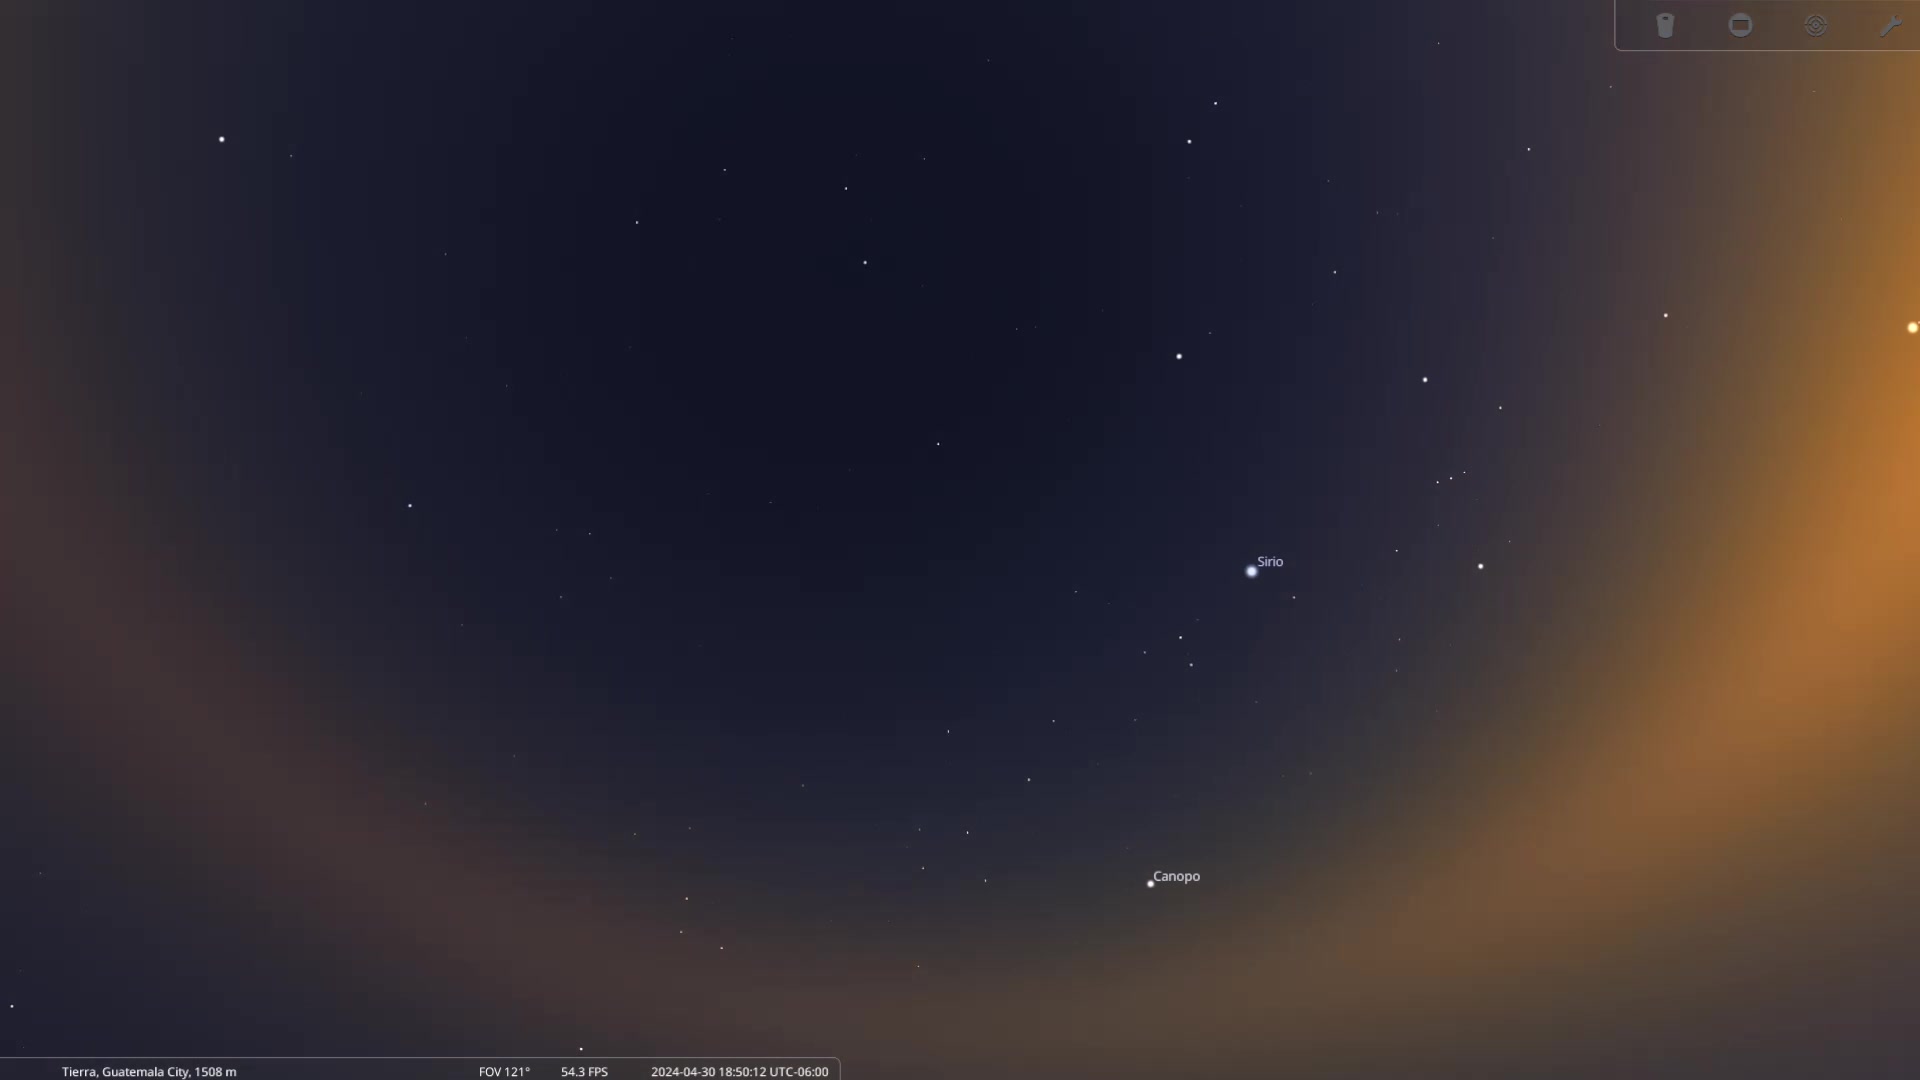 Sirio
Canopo
Tierra, Guatemala City, 1508 m FOV 121° 54.3 FPS 2024-04-30 18:50:12 UTC-06:00